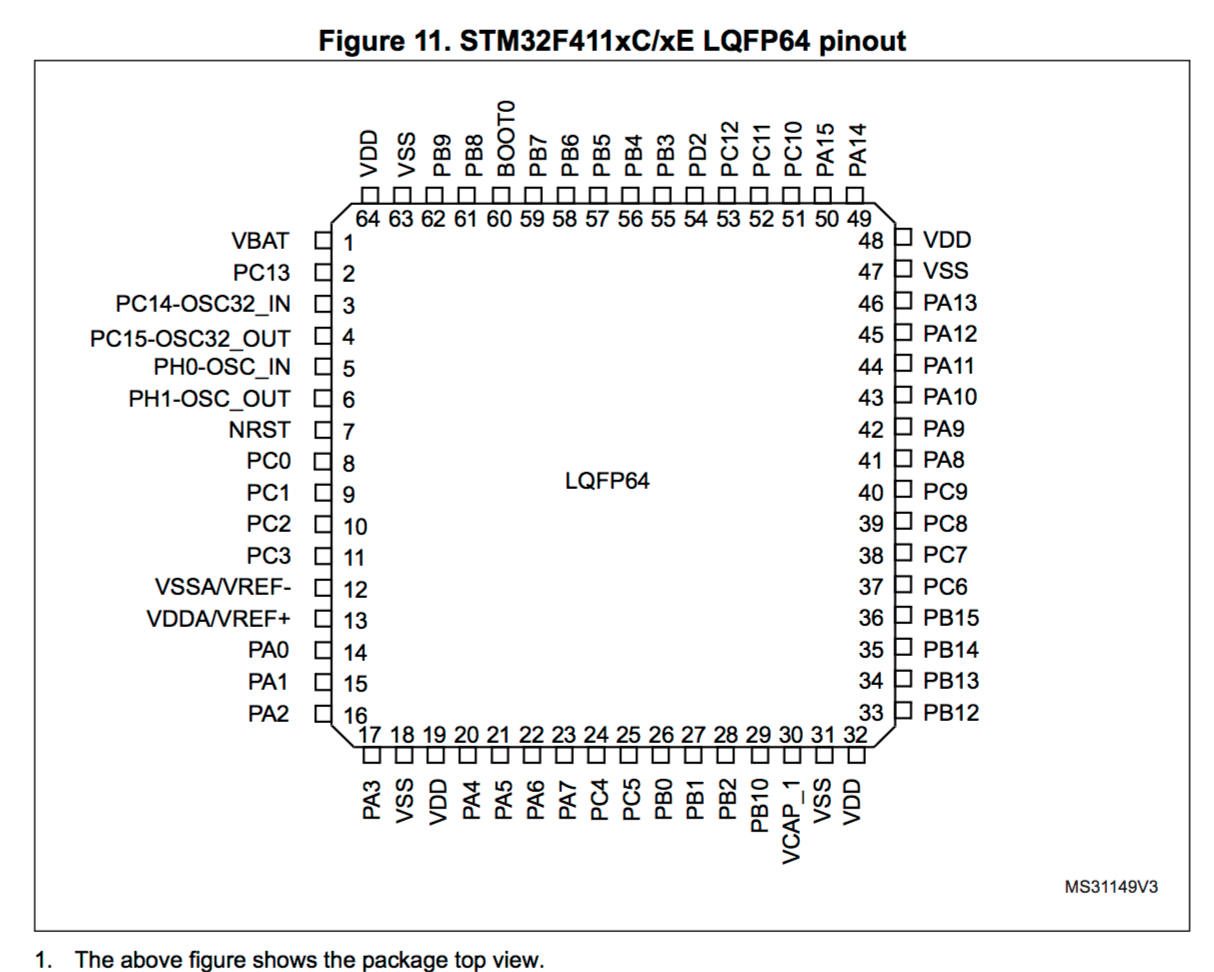 Figure 11. STM32F411xC/xE LQFP64 pinout
VDD VSS PB9 PB8 BOOT0 PB7 PB6 PB5 PB4 PB3 PD2 PC12 PC11 PC10 PA15 PA14
64 63 62 61 60 59 58 57 56 55 54 53 52 51 50 49
VBAT 1 48 VDD
PC13 2 47 VSS
PC14-OSC32_IN 3 46 PA13
PC15-OSC32_OUT 4 45 PA12
PH0-OSC_IN 5 44 PA11
PH1-OSC_OUT 6 43 PA10
NRST 7 42 PA9
PC0 8 41 PA8
PC1 9 40 PC9
LQFP64
PC2 10 39 PC8
PC3 11 38 PC7
VSSA/VREF- 12 37 PC6
VDDA/VREF+ 13 36 PB15
PA0 14 35 PB14
PA1 15 34 PB13
PA2 16 33 PB12
17 18 19 20 21 22 23 24 25 26 27 28 29 30 31 32
PA3 VSS VDD PA4 PA5 PA6 PA7 PC4 PC5 PB0 PB1 PB2 PB10 VCAP_1 VSS VDD
MS31149V3
1. The above figure shows the package top view.